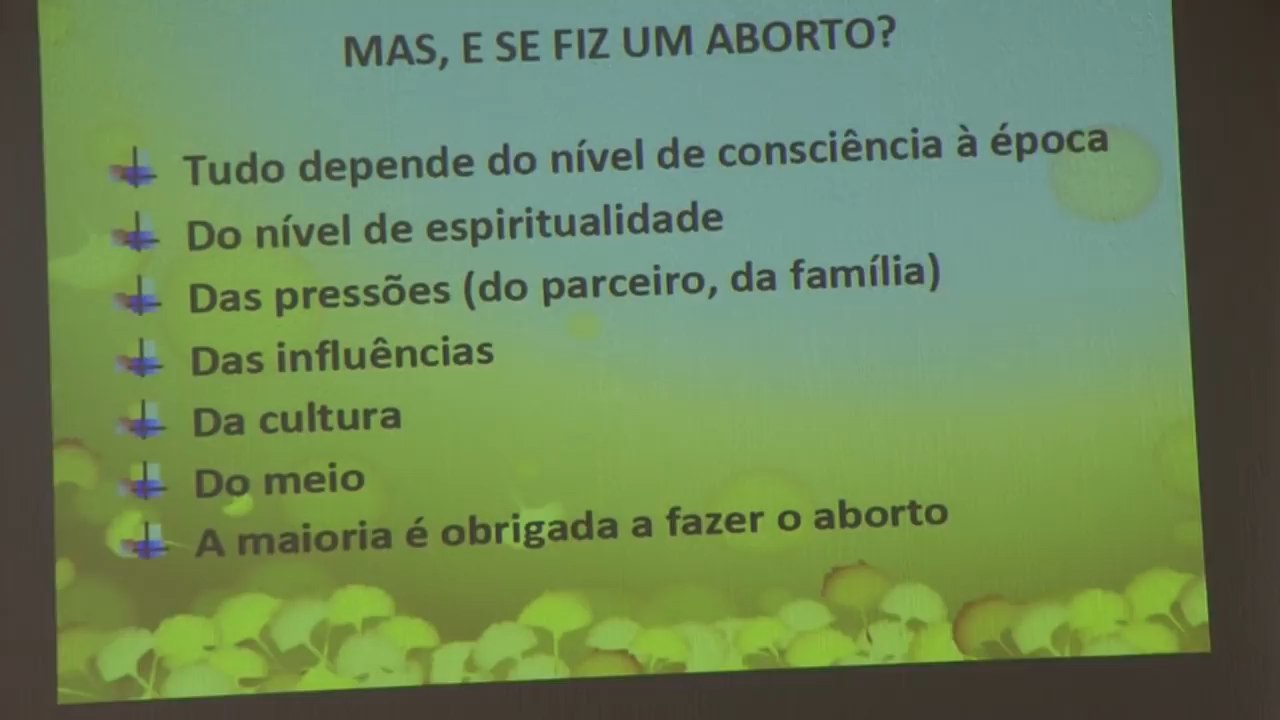 MAS, E SE FIZ UM ABORTO?
Tudo depende do nível de consciência à época
Do nível de espiritualidade
Das pressões (do parceiro, da família)
Das influências
Da cultura
Do meio
A maioria é obrigada a fazer o aborto